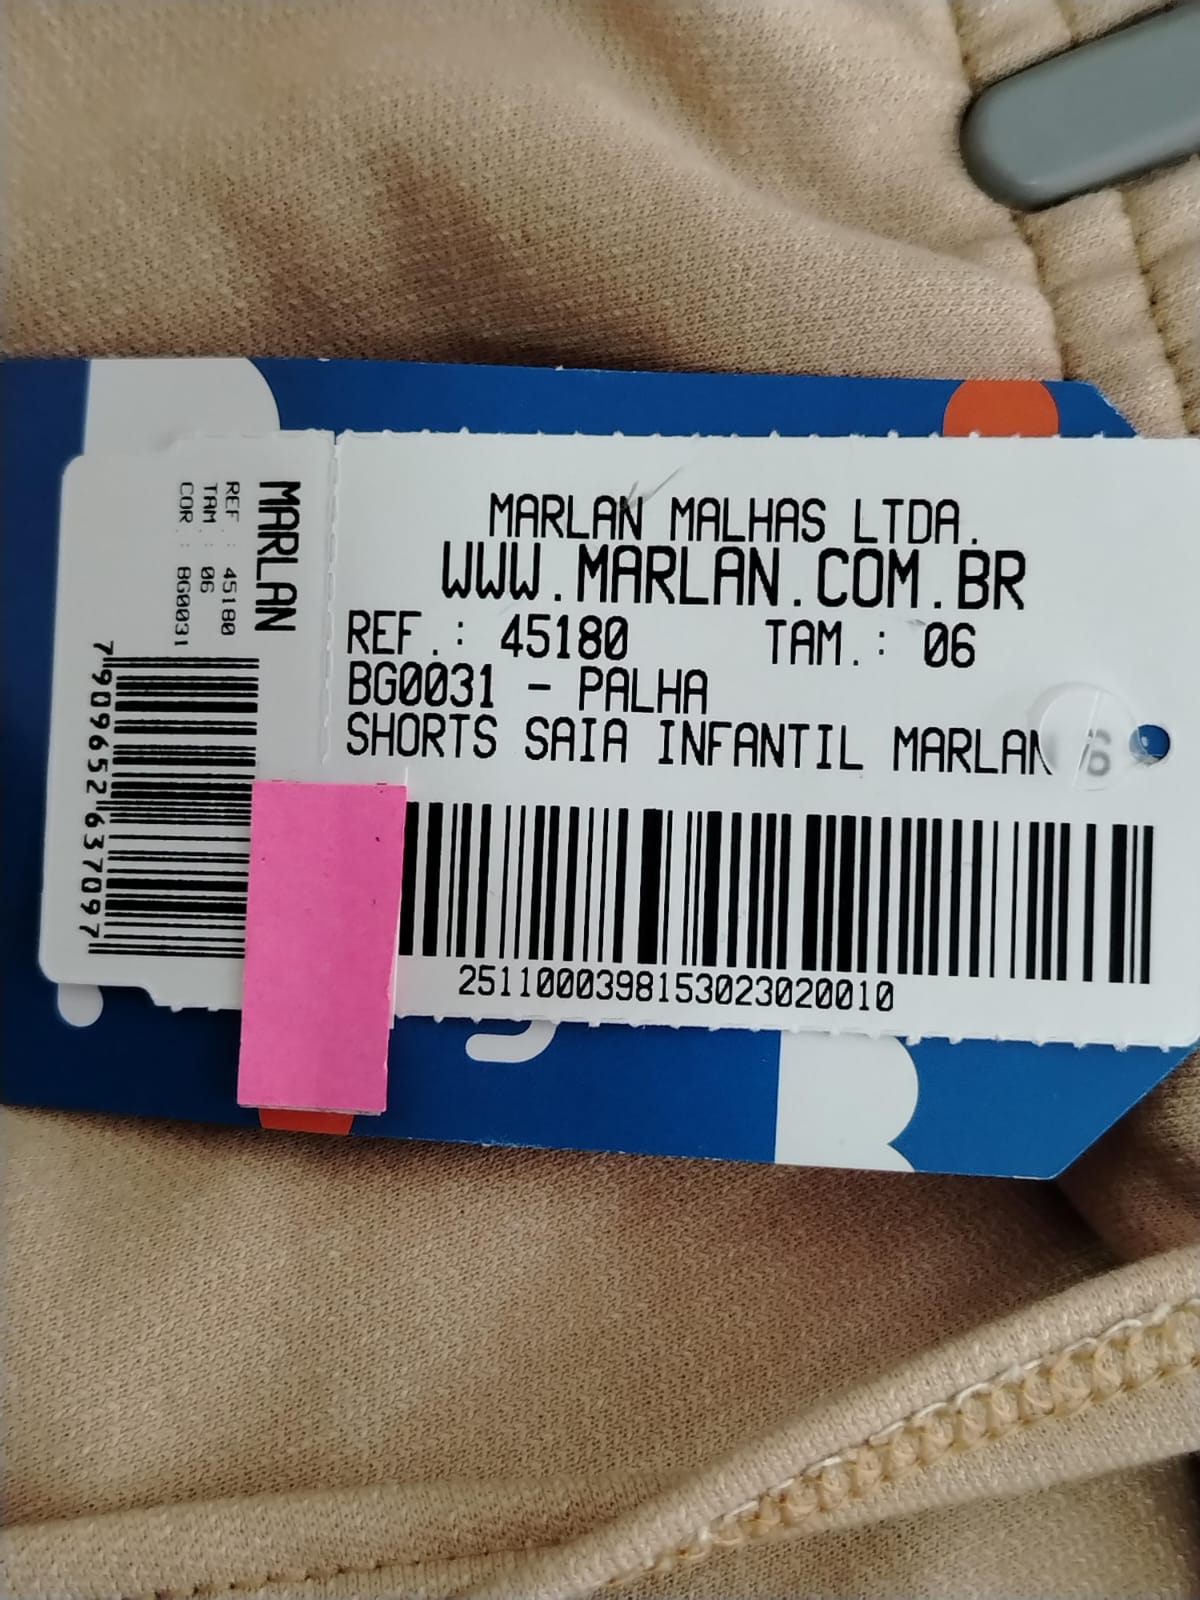 MARLAN MALHAS LTDA.
WWW.MARLAN.COM.BR
REF.: 45180 TAM.: 06
BG0031 - PALHA
SHORTS SAIA INFANTIL MARLAN
6
2511000398153023020010
MARLAN
REF : 45180
TAM : 06
COR : BG0031
7909652637097